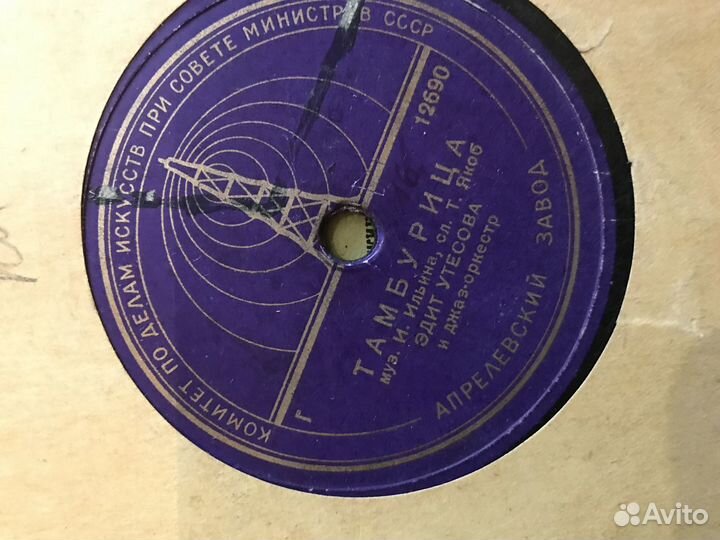 КОМИТЕТ ПО ДЕЛАМ ИСКУССТВ ПРИ СОВЕТЕ МИНИСТРОВ СССР
Г
12690
ТАМБУРИЦА
муз. И. Ильина, сл. Т. Якоб
ЭДИТ УТЕСОВА
и джаз-оркестр
АПРЕЛЕВСКИЙ ЗАВОД
Avito